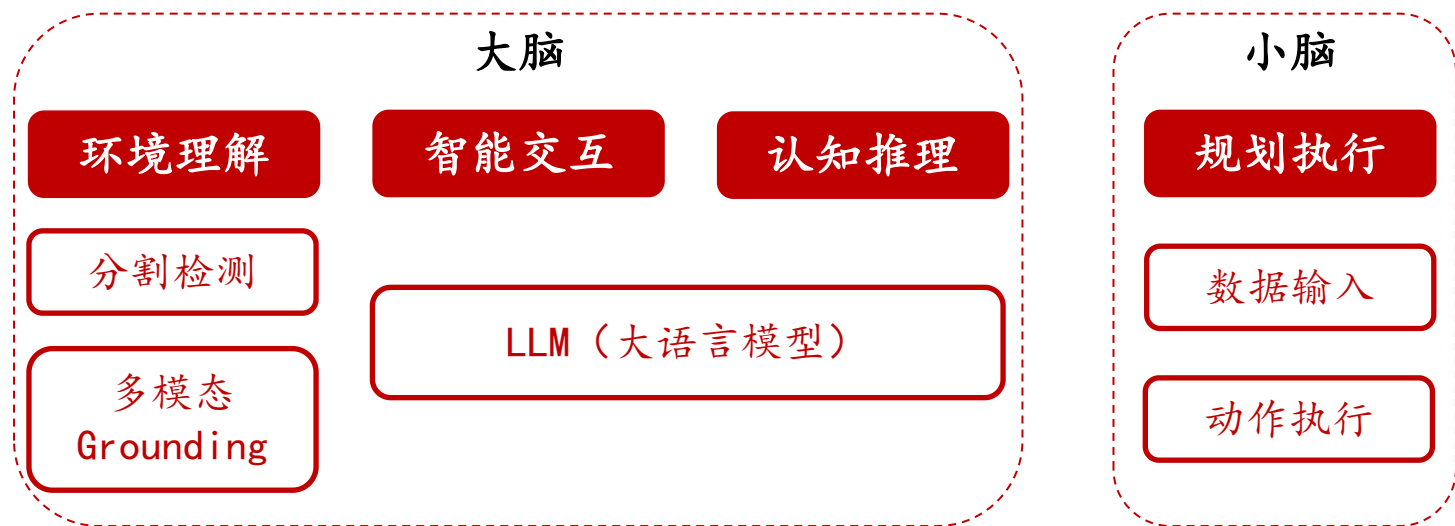 大脑
环境理解
智能交互
认知推理
分割检测
多模态
Grounding
LLM（大语言模型）
小脑
规划执行
数据输入
动作执行